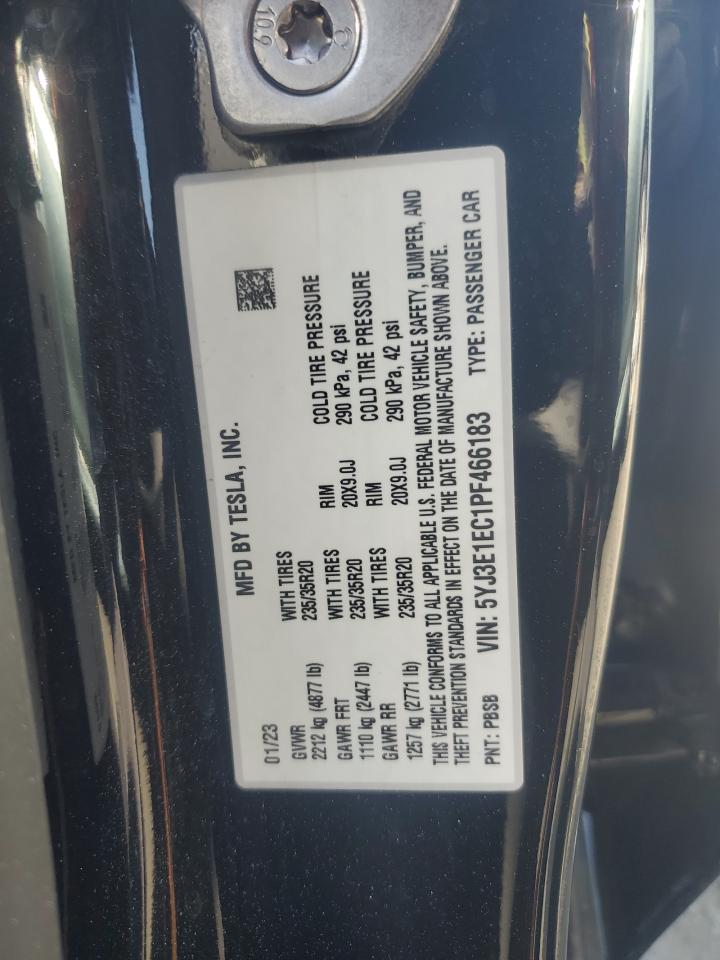 10.9
MFD BY TESLA, INC.
01/23
GVWR WITH TIRES RIM COLD TIRE PRESSURE
2212 kg (4877 lb) 235/35R20 20X9.0J 290 kPa, 42 psi
GAWR FRT WITH TIRES RIM COLD TIRE PRESSURE
1110 kg (2447 lb) 235/35R20 20X9.0J 290 kPa, 42 psi
GAWR RR WITH TIRES
1257 kg (2771 lb) 235/35R20
THIS VEHICLE CONFORMS TO ALL APPLICABLE U.S. FEDERAL MOTOR VEHICLE SAFETY, BUMPER, AND
THEFT PREVENTION STANDARDS IN EFFECT ON THE DATE OF MANUFACTURE SHOWN ABOVE.
PNT: PBSB VIN: 5YJ3E1EC1PF466183 TYPE: PASSENGER CAR